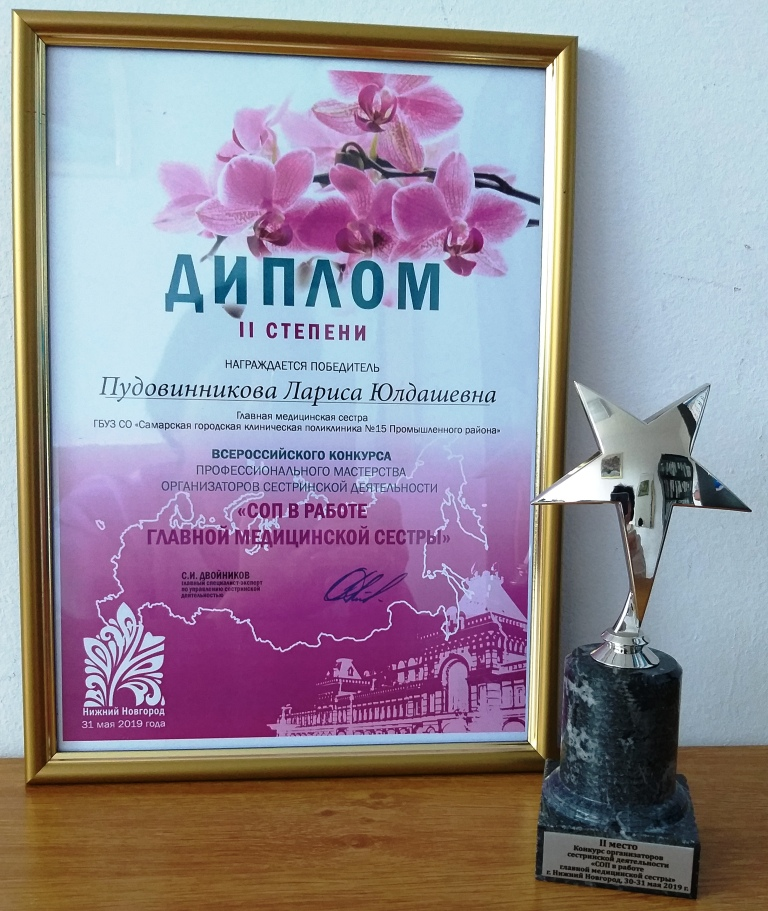 ДИПЛОМ
II СТЕПЕНИ
НАГРАЖДАЕТСЯ ПОБЕДИТЕЛЬ
Пудовинникова Лариса Юлдашевна
Главная медицинская сестра
ГБУЗ СО «Самарская городская клиническая поликлиника №15 Промышленного района»
ВСЕРОССИЙСКОГО КОНКУРСА
ПРОФЕССИОНАЛЬНОГО МАСТЕРСТВА
ОРГАНИЗАТОРОВ СЕСТРИНСКОЙ ДЕЯТЕЛЬНОСТИ
«СОП В РАБОТЕ
ГЛАВНОЙ МЕДИЦИНСКОЙ СЕСТРЫ»
С.И. ДВОЙНИКОВ
главный специалист-эксперт
по управлению сестринской
деятельностью
Нижний Новгород
31 мая 2019 года
II место
Конкурс организаторов
сестринской деятельности
«СОП в работе
главной медицинской сестры»
г. Нижний Новгород, 30-31 мая 2019 г.